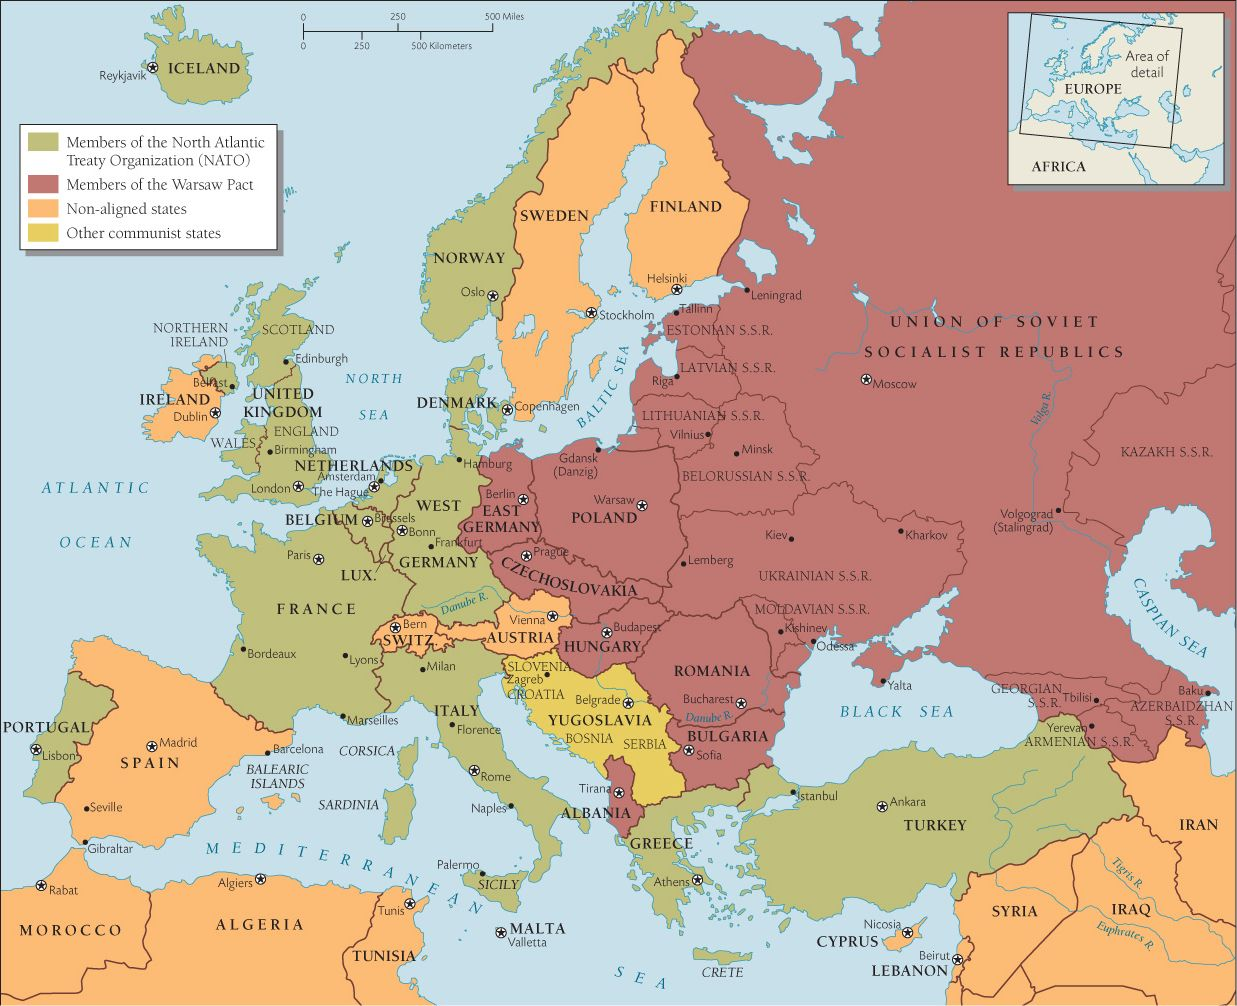 0 250 500 Miles
0 250 500 Kilometers
Reykjavik
ICELAND
Area of
detail
EUROPE
AFRICA
Members of the North Atlantic
Treaty Organization (NATO)
Members of the Warsaw Pact
Non-aligned states
Other communist states
SWEDEN
FINLAND
NORWAY
Oslo
Helsinki
Stockholm
Leningrad
Tallinn
ESTONIAN S.S.R.
UNION OF SOVIET
SOCIALIST REPUBLICS
Moscow
Volga R.
NORTHERN
IRELAND
SCOTLAND
Edinburgh
Belfast
IRELAND
Dublin
UNITED
KINGDOM
ENGLAND
WALES
Birmingham
London
NORTH
SEA
DENMARK
Copenhagen
BALTIC SEA
LATVIAN S.S.R.
Riga
LITHUANIAN S.S.R.
Vilnius
Minsk
BELORUSSIAN S.S.R.
KAZAKH S.S.R.
ATLANTIC
OCEAN
NETHERLANDS
Amsterdam
The Hague
Hamburg
Gdansk
(Danzig)
BELGIUM
Brussels
Bonn
WEST
GERMANY
Frankfurt
Berlin
EAST
GERMANY
Warsaw
POLAND
Volgograd
(Stalingrad)
Kiev
Kharkov
Paris
LUX.
Prague
CZECHOSLOVAKIA
Lemberg
UKRAINIAN S.S.R.
CASPIAN SEA
FRANCE
Danube R.
Vienna
AUSTRIA
Bern
SWITZ.
Budapest
HUNGARY
MOLDAVIAN S.S.R.
Kishinev
Odessa
Bordeaux
Lyons
Milan
SLOVENIA
Zagreb
CROATIA
ROMANIA
Bucharest
Yalta
GEORGIAN
S.S.R.
Tbilisi
Baku
AZERBAIDZHAN
S.S.R.
Yerevan
ARMENIAN S.S.R.
BLACK SEA
PORTUGAL
Lisbon
Madrid
SPAIN
Barcelona
BALEARIC
ISLANDS
Seville
Gibraltar
Marseilles
CORSICA
SARDINIA
ITALY
Florence
Rome
Naples
Belgrade
YUGOSLAVIA
BOSNIA
SERBIA
Danube R.
BULGARIA
Sofia
Tirana
ALBANIA
GREECE
Athens
Istanbul
Ankara
TURKEY
IRAN
MEDITERRANEAN
SEA
Palermo
SICILY
MALTA
Valletta
CRETE
Rabat
MOROCCO
Algiers
ALGERIA
Tunis
TUNISIA
Nicosia
CYPRUS
Beirut
LEBANON
SYRIA
IRAQ
Tigris R.
Euphrates R.